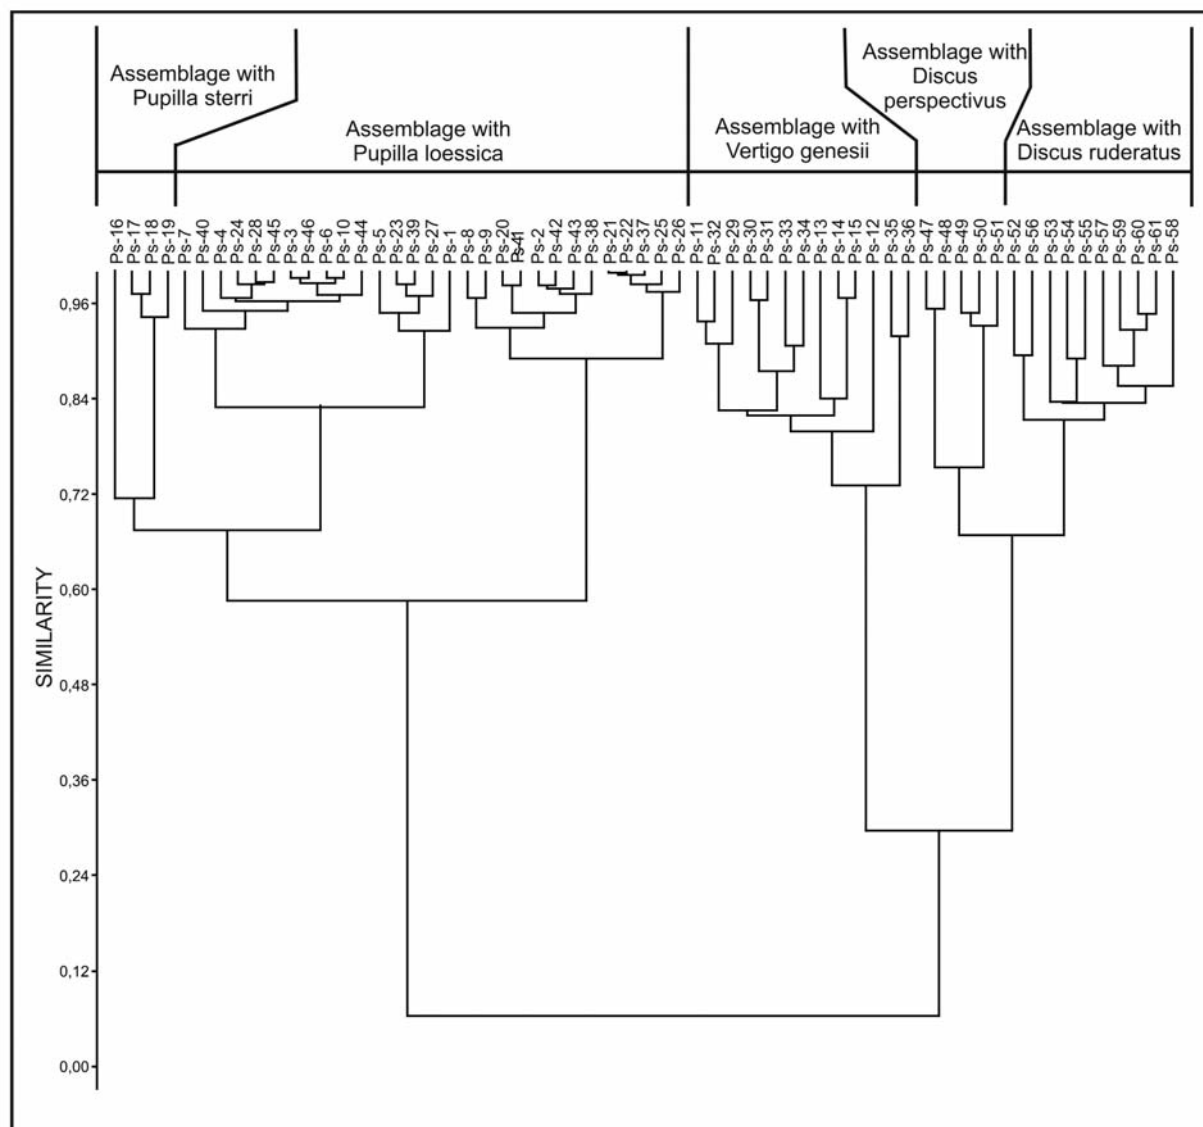 Assemblage with
Pupilla sterri
Assemblage with
Pupilla loessica
Assemblage with
Vertigo genesii
Assemblage with
Discus
perspectivus
Assemblage with
Discus ruderatus
Ps-16
Ps-17
Ps-18
Ps-19
Ps-7
Ps-40
Ps-4
Ps-24
Ps-28
Ps-45
Ps-3
Ps-46
Ps-6
Ps-10
Ps-44
Ps-5
Ps-23
Ps-39
Ps-27
Ps-1
Ps-8
Ps-9
Ps-20
Ps-41
Ps-2
Ps-42
Ps-43
Ps-38
Ps-21
Ps-22
Ps-37
Ps-25
Ps-26
Ps-11
Ps-32
Ps-29
Ps-30
Ps-31
Ps-33
Ps-34
Ps-13
Ps-14
Ps-15
Ps-12
Ps-35
Ps-36
Ps-47
Ps-48
Ps-49
Ps-50
Ps-51
Ps-52
Ps-56
Ps-53
Ps-54
Ps-55
Ps-57
Ps-59
Ps-60
Ps-61
Ps-58
0,96
0,84
0,72
0,60
0,48
0,36
0,24
0,12
0,00
SIMILARITY